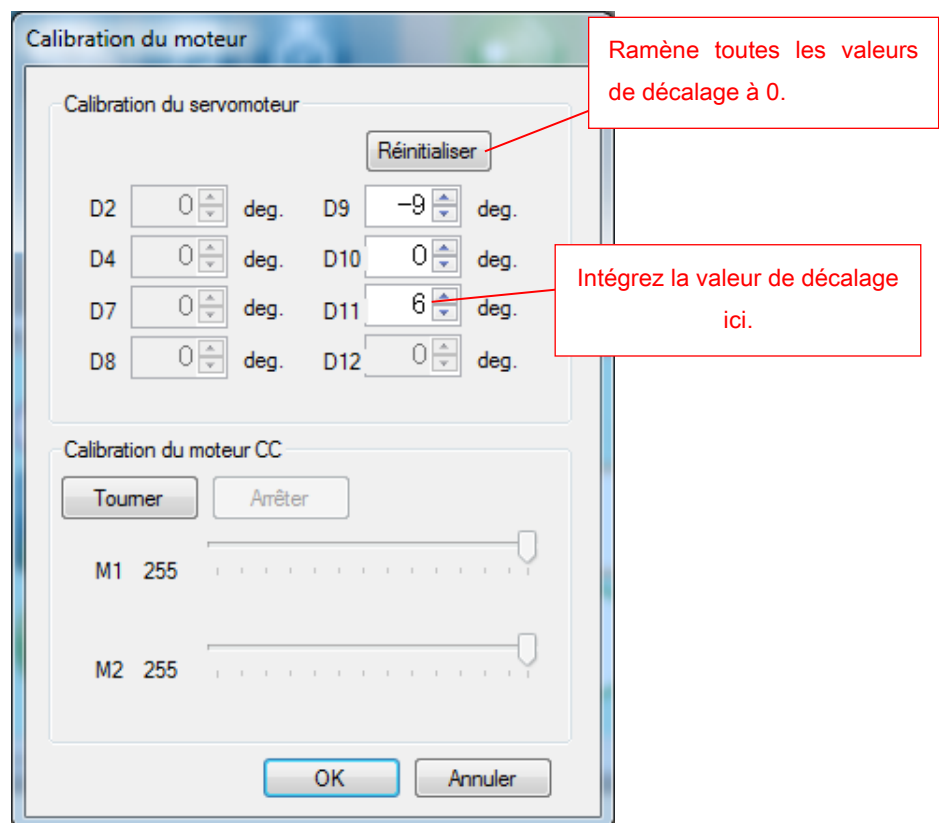 Calibration du moteur
Ramène toutes les valeurs
de décalage à 0.
Calibration du servomoteur
Réinitialiser
D2 0 deg. D9 -9 deg.
D4 0 deg. D10 0 deg.
D7 0 deg. D11 6 deg.
D8 0 deg. D12 0 deg.
Intégrez la valeur de décalage
ici.
Calibration du moteur CC
Tourner Arrêter
M1 255
M2 255
OK Annuler